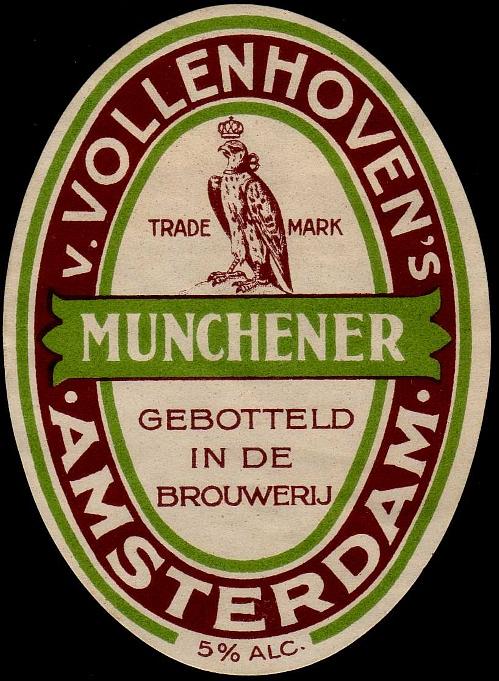 v. VOLLENHOVEN'S
TRADE MARK
MUNCHENER
GEBOTTELD
IN DE
BROUWERIJ
· AMSTERDAM ·
5% ALC.